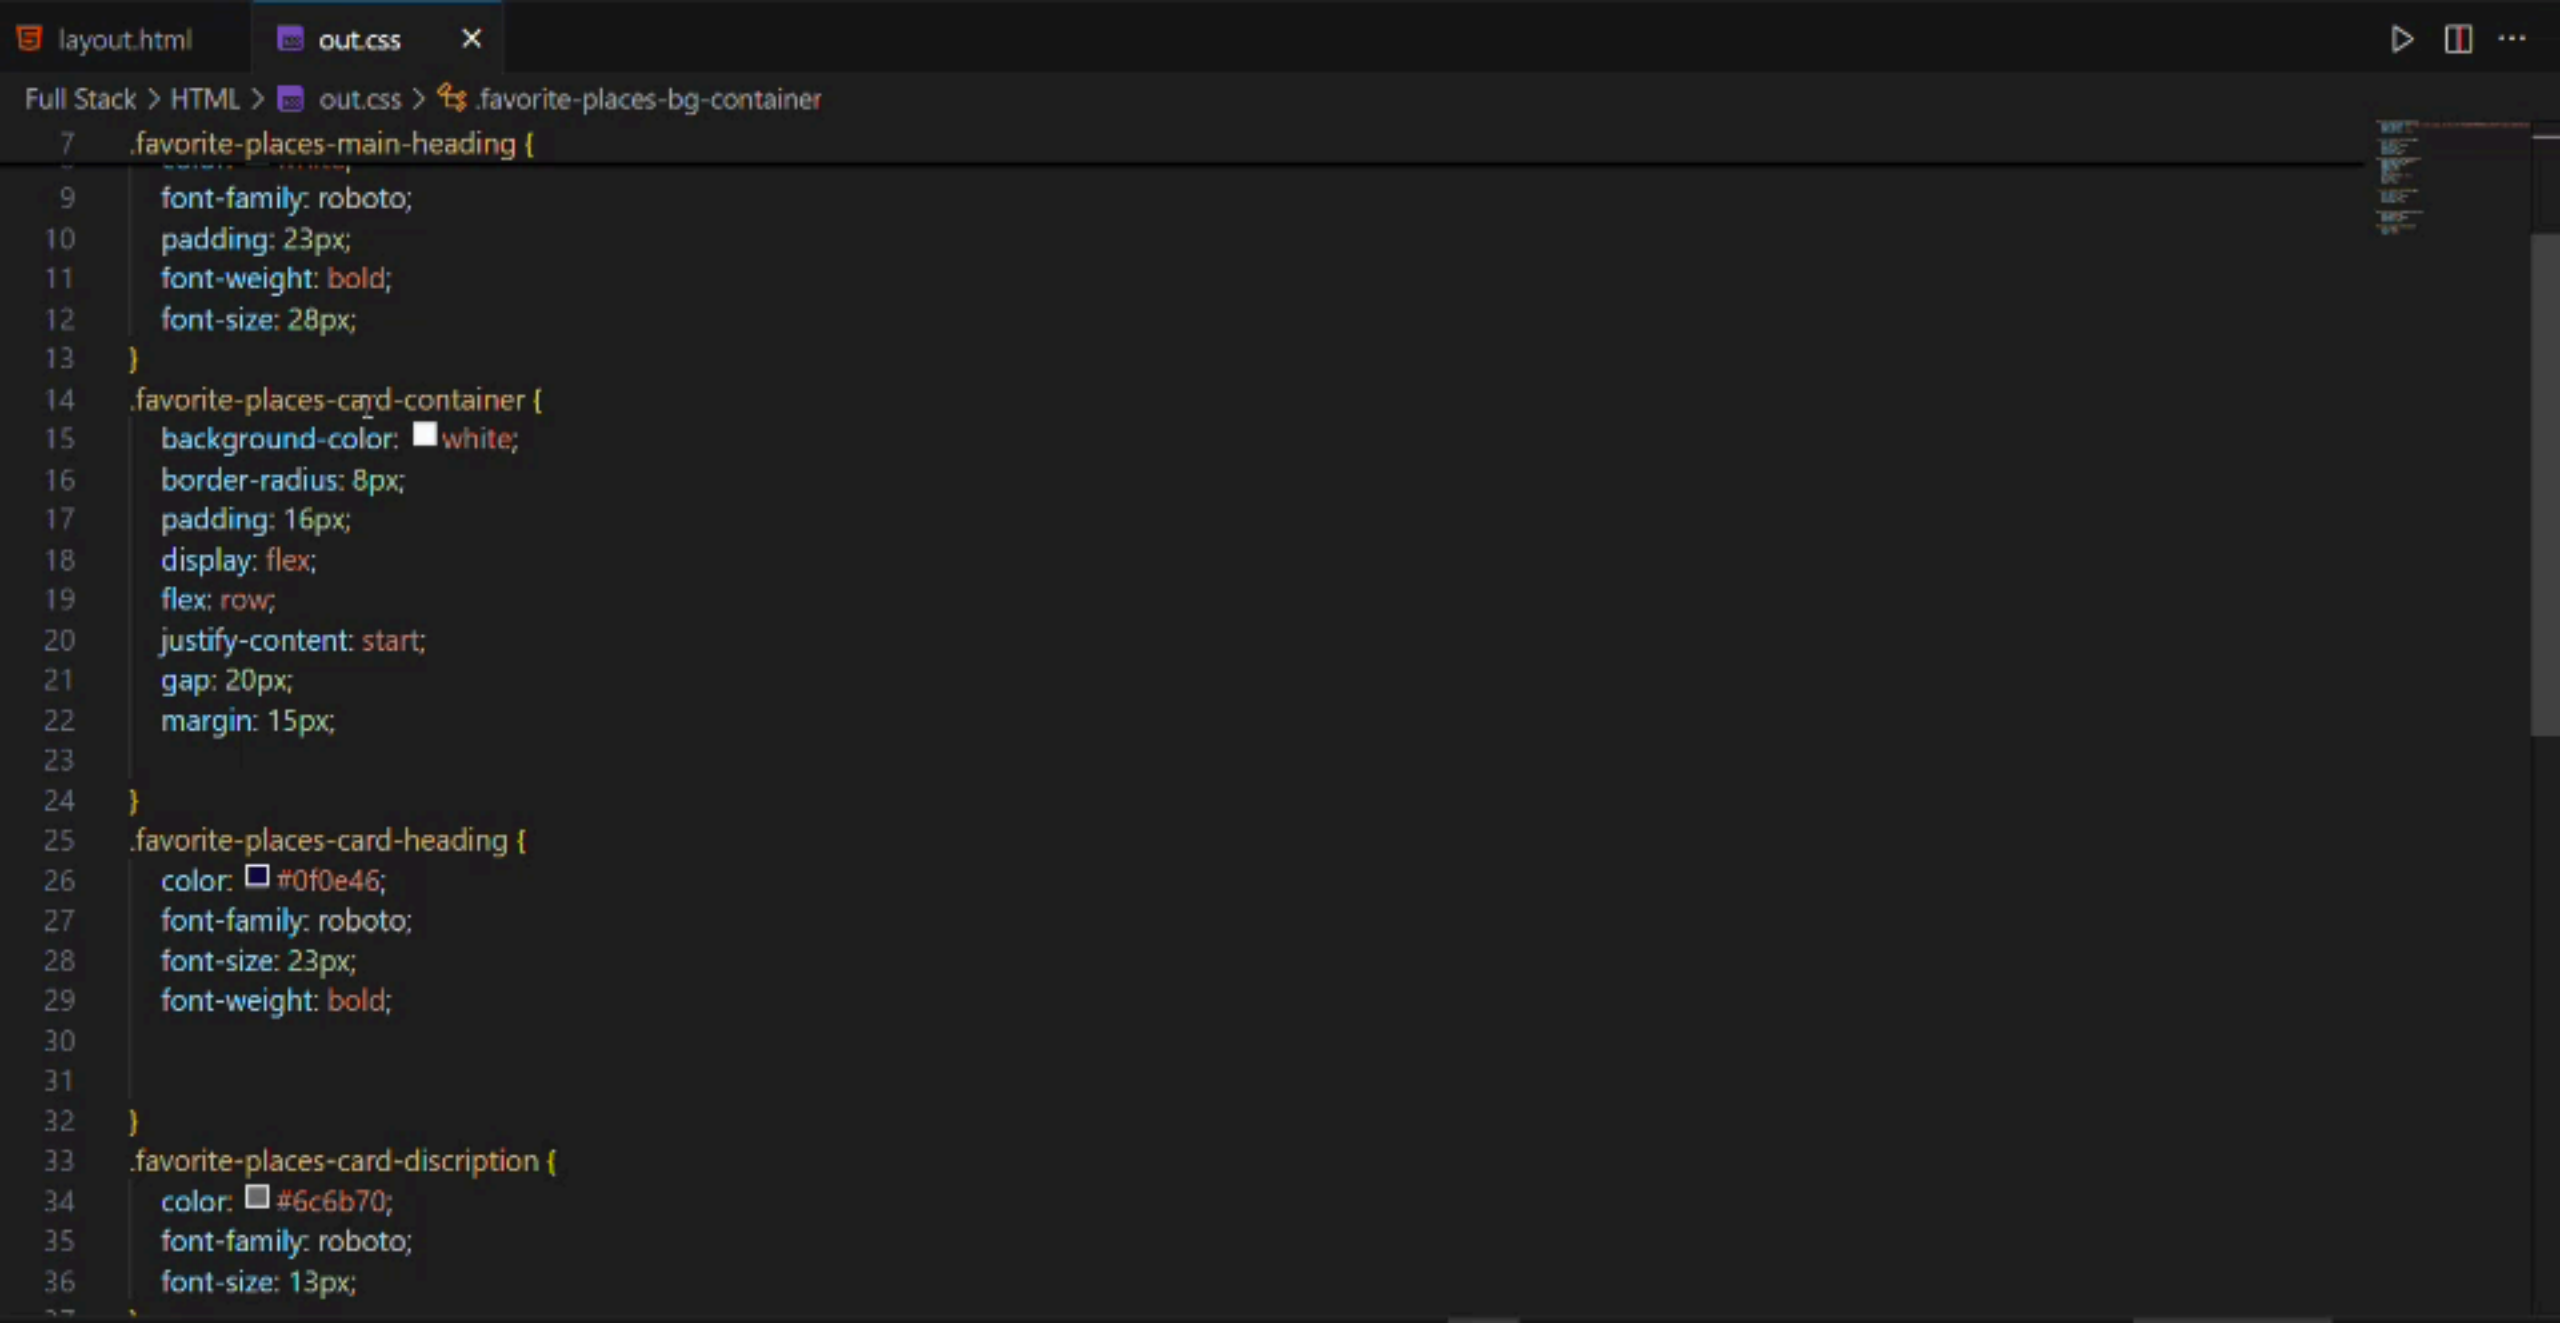 layout.html
out.css
Full Stack > HTML > out.css > .favorite-places-bg-container
7 .favorite-places-main-heading {
9 font-family: roboto;
10 padding: 23px;
11 font-weight: bold;
12 font-size: 28px;
13 }
14 .favorite-places-card-container {
15 background-color: white;
16 border-radius: 8px;
17 padding: 16px;
18 display: flex;
19 flex: row;
20 justify-content: start;
21 gap: 20px;
22 margin: 15px;
23
24 }
25 .favorite-places-card-heading {
26 color: #0f0e46;
27 font-family: roboto;
28 font-size: 23px;
29 font-weight: bold;
30
31
32 }
33 .favorite-places-card-discription {
34 color: #6c6b70;
35 font-family: roboto;
36 font-size: 13px;